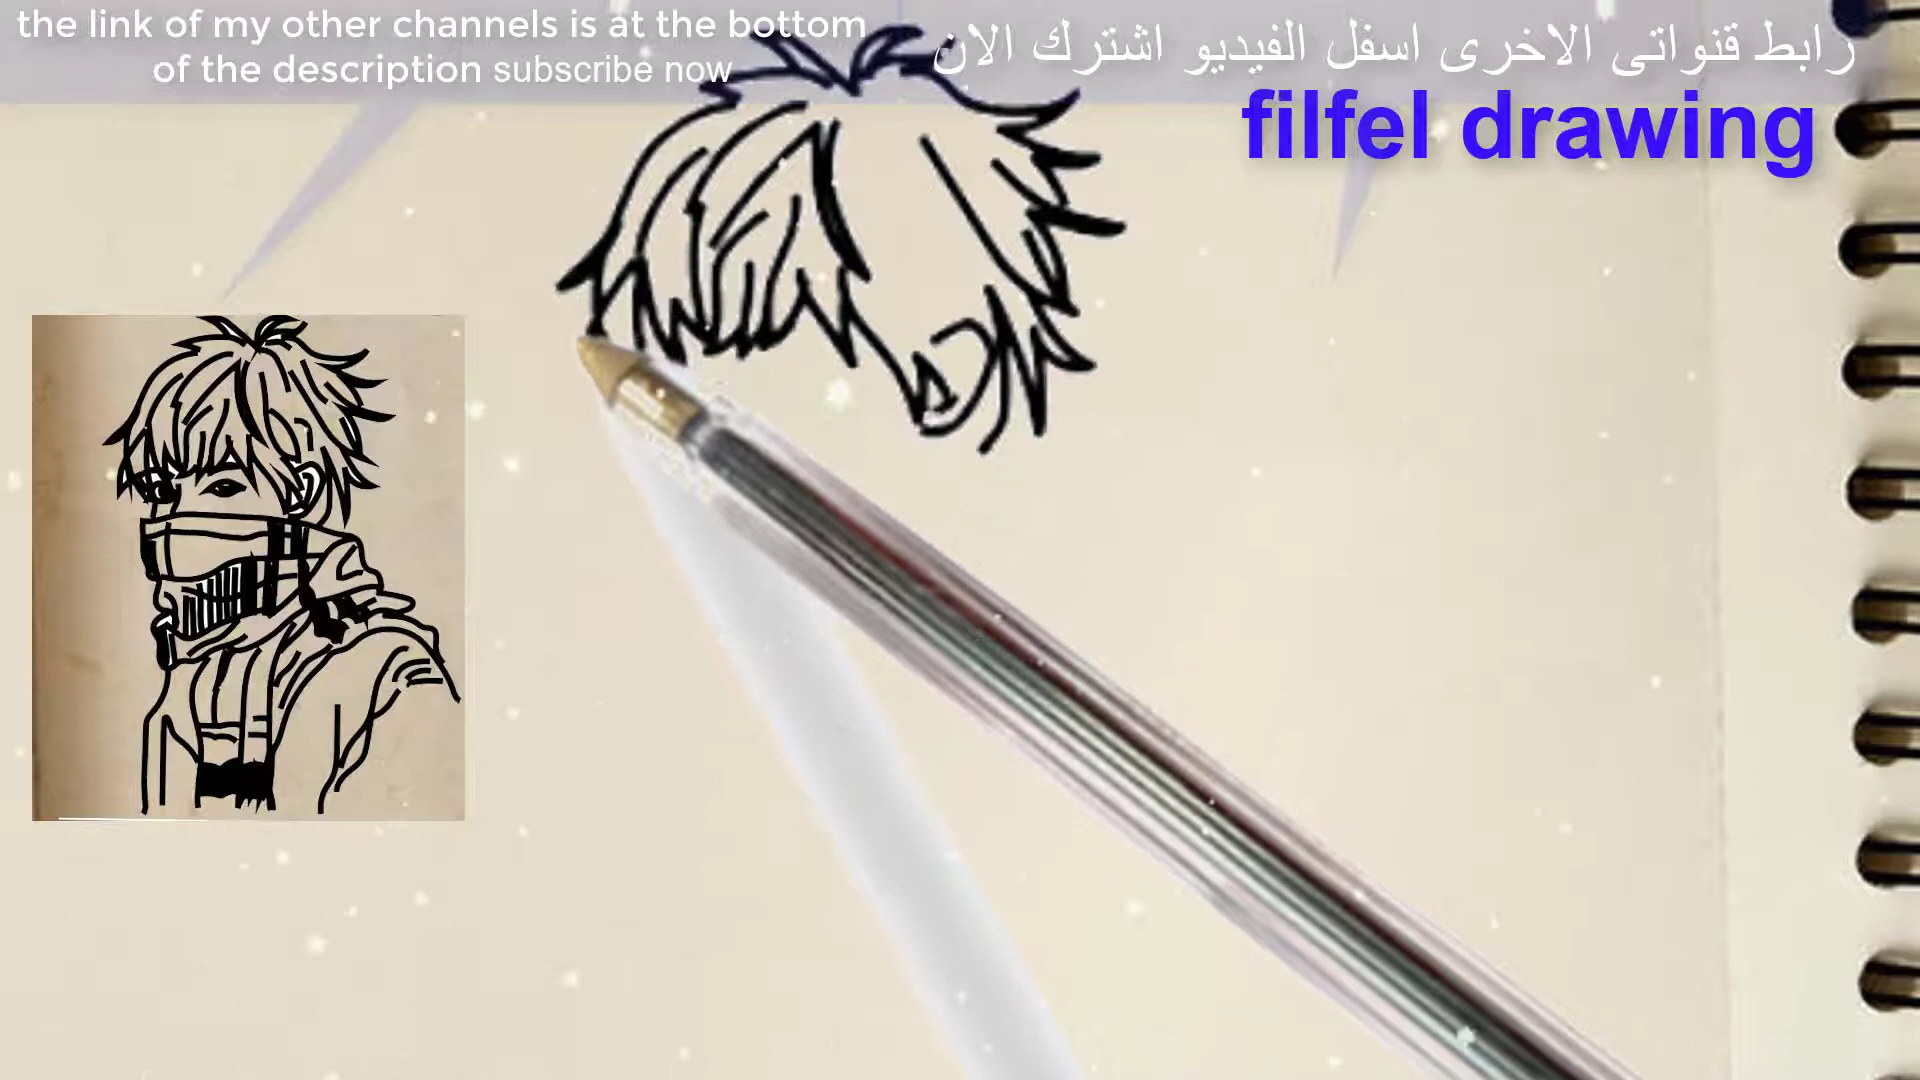 the link of my other channels is at the bottom
of the description subscribe now
رابط قنواتى الاخرى اسفل الفيديو اشترك الان
filfel drawing